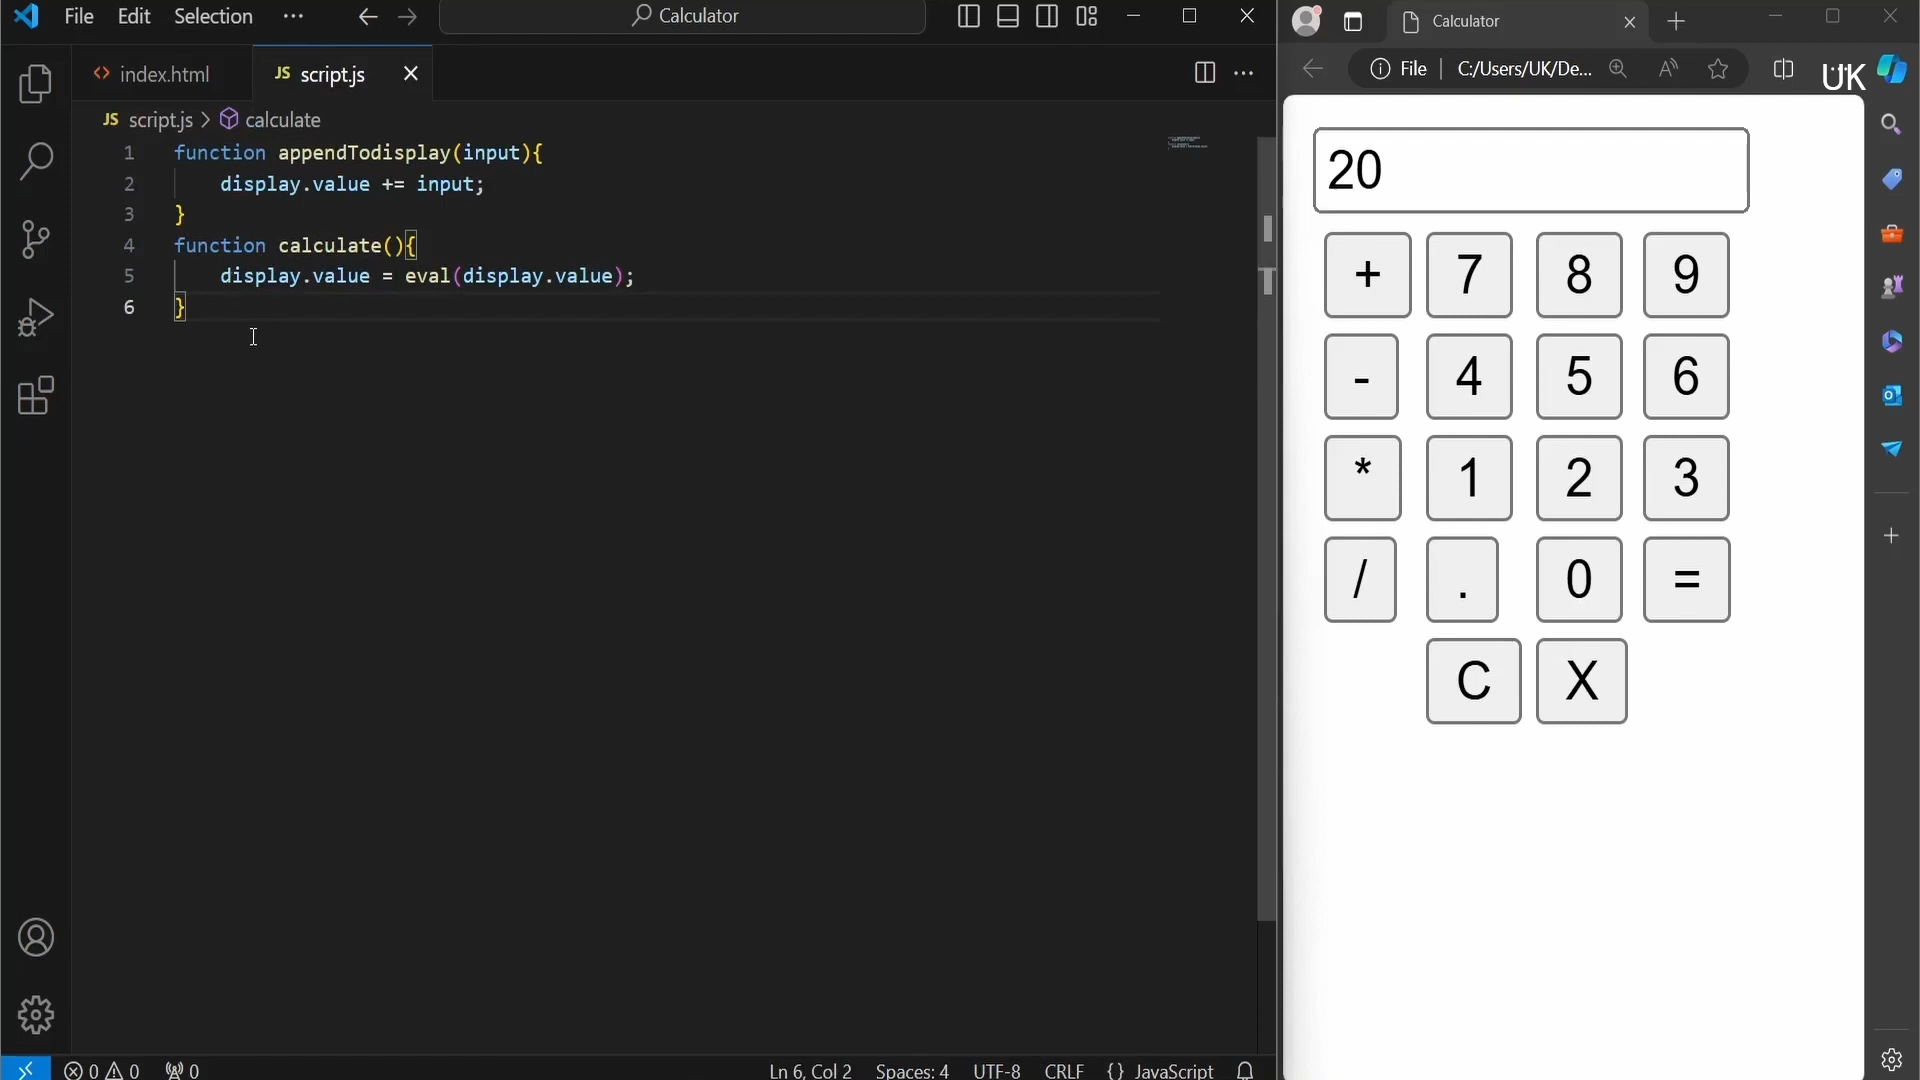 File Edit Selection ··· Calculator
index.html JS script.js
JS script.js > calculate
1 function appendTodisplay(input){
2 display.value += input;
3 }
4 function calculate(){
5 display.value = eval(display.value);
6 }
0 0 0 Ln 6, Col 2 Spaces: 4 UTF-8 CRLF {} JavaScript
Calculator
File C:/Users/UK/De... UK
20
+ 7 8 9
- 4 5 6
* 1 2 3
/ . 0 =
C X